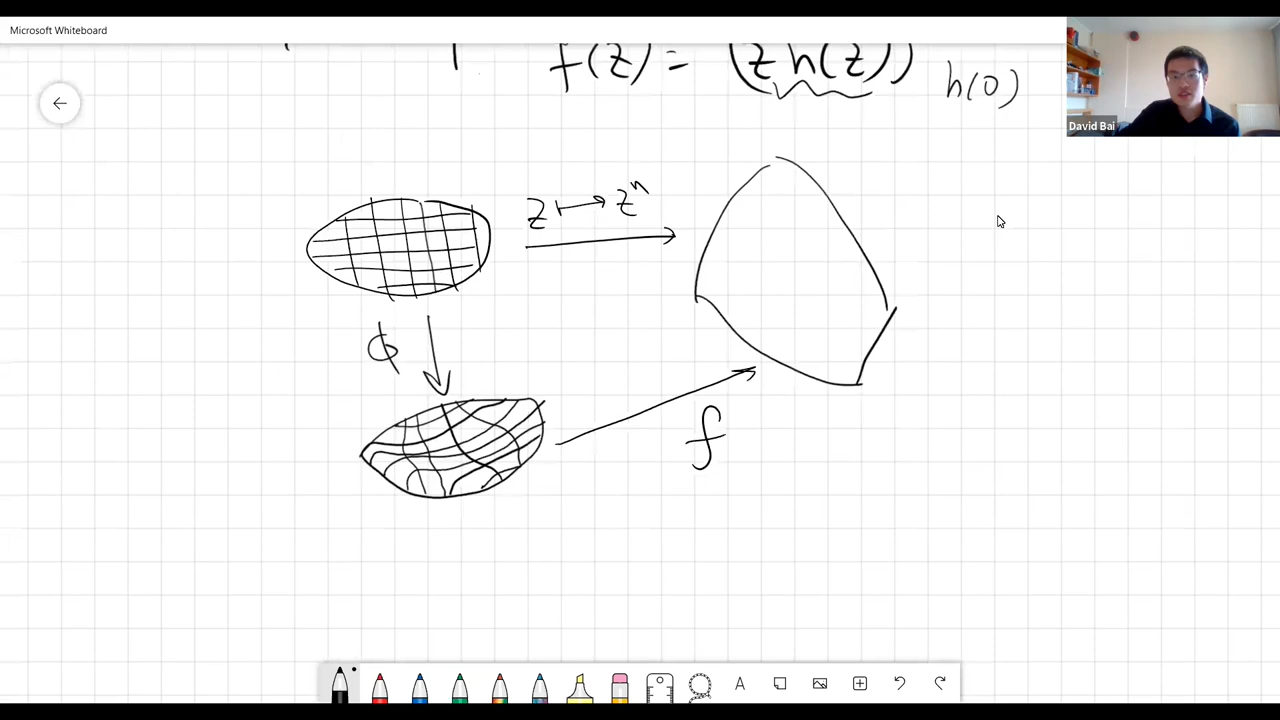 Microsoft Whiteboard
f(z) = (z h(z))
h(0)
David Bai
z ↦ zⁿ
ϕ
f
A